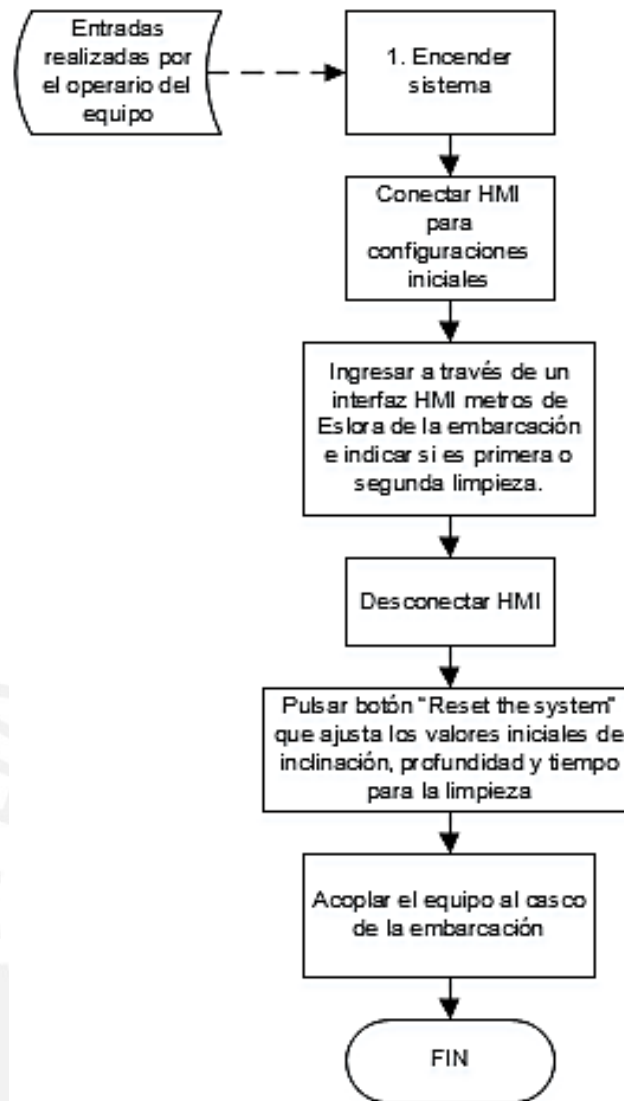 Entradas
realizadas por
el operario del
equipo
1. Encender
sistema
Conectar HMI
para
configuraciones
iniciales
Ingresar a través de un
interfaz HMI metros de
Eslora de la embarcación
e indicar si es primera o
segunda limpieza.
Desconectar HMI
Pulsar botón "Reset the system"
que ajusta los valores iniciales de
inclinación, profundidad y tiempo
para la limpieza
Acoplar el equipo al casco
de la embarcación
FIN